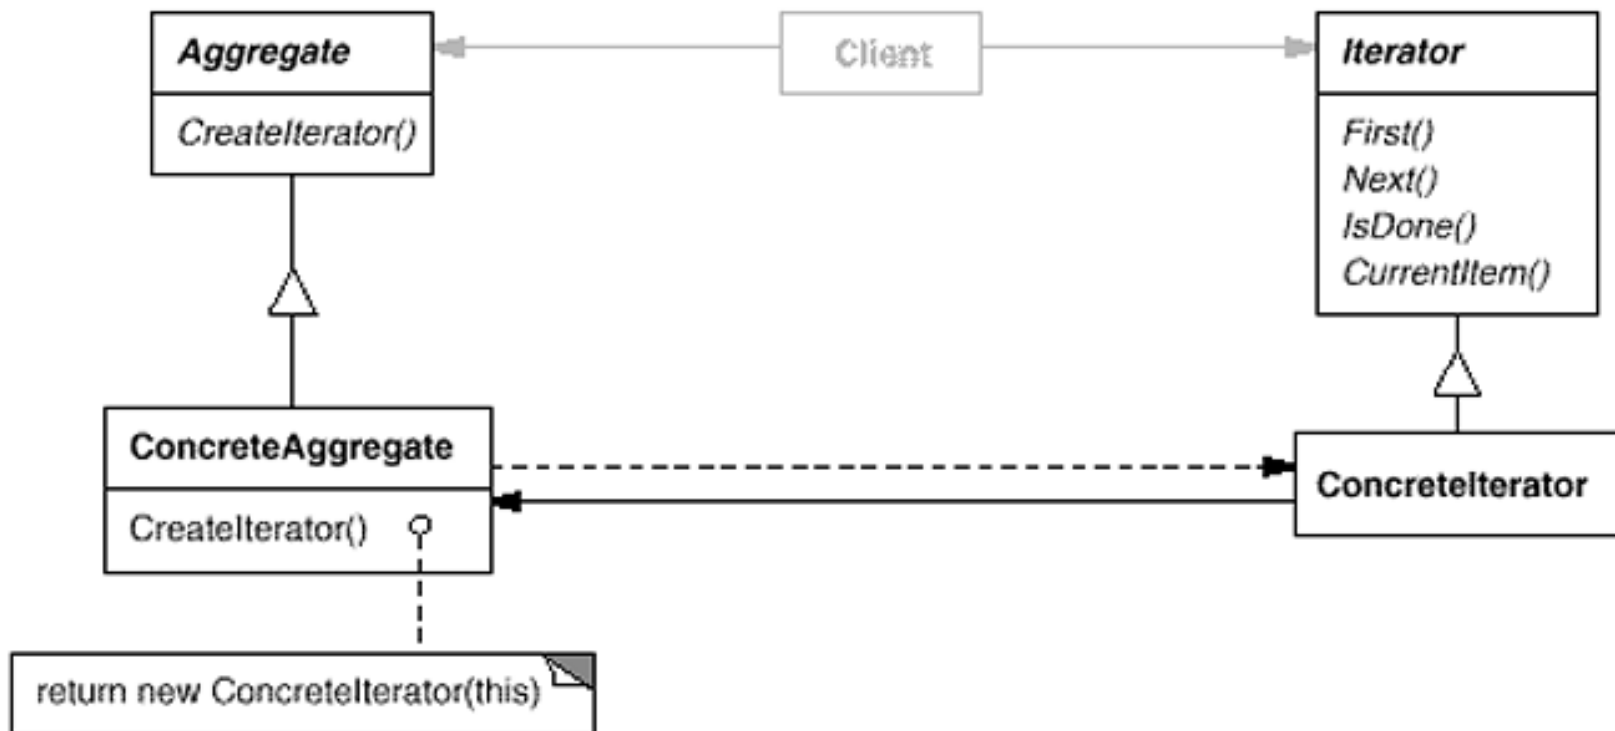 Aggregate
CreateIterator()
Client
Iterator
First()
Next()
IsDone()
CurrentItem()
ConcreteAggregate
CreateIterator()
ConcreteIterator
return new ConcreteIterator(this)